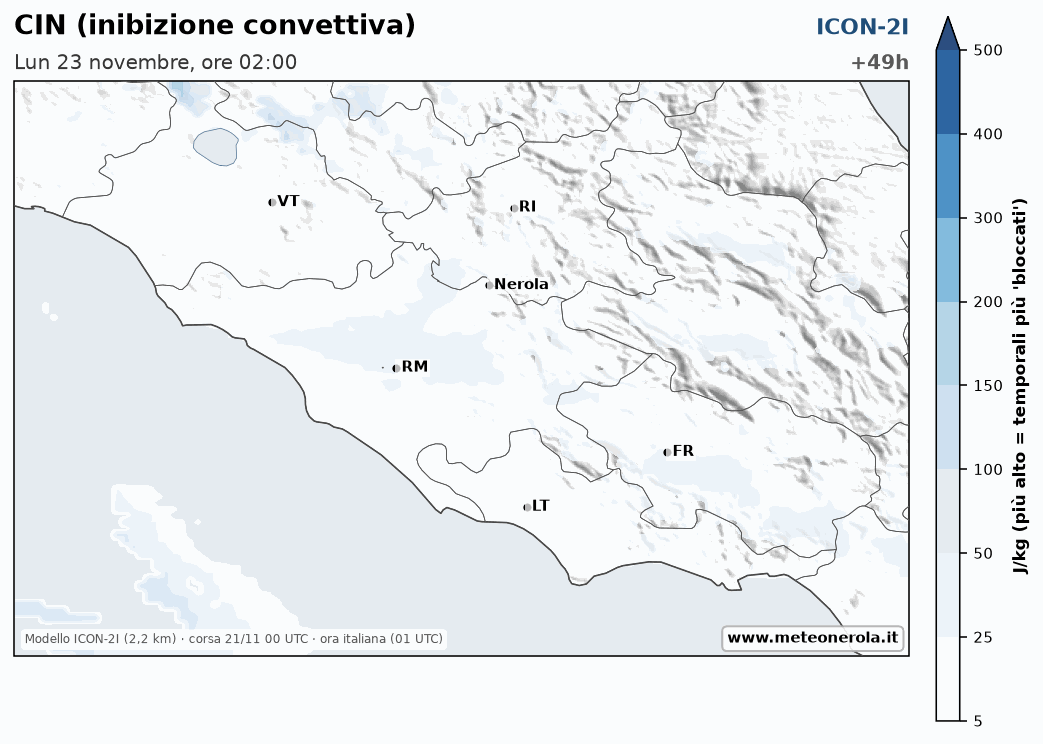 CIN (inibizione convettiva)
ICON-2I
Lun 23 novembre, ore 02:00
+49h
500
400
300
200
150
100
50
25
5
J/kg (più alto = temporali più 'bloccati')
VT
RI
Nerola
RM
FR
LT
Modello ICON-2I (2,2 km) · corsa 21/11 00 UTC · ora italiana (01 UTC)
www.meteonerola.it